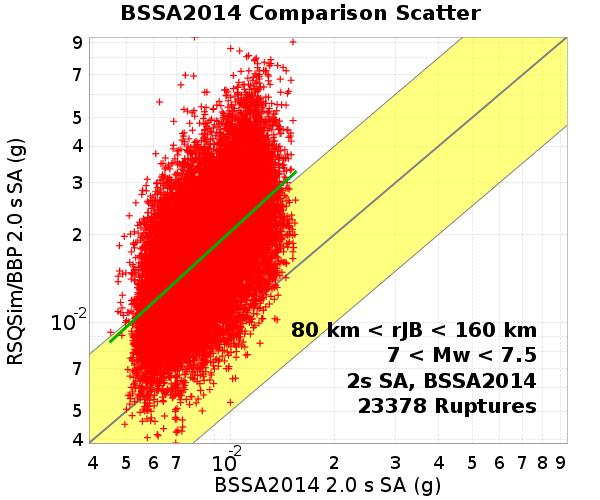 BSSA2014 Comparison Scatter
RSQSim/BBP 2.0 s SA (g)
9
7
5
4
3
2
10-2
7
5
4
80 km < rJB < 160 km
7 < Mw < 7.5
2s SA, BSSA2014
23378 Ruptures
4 5 6 7 10-2 2 3 4 5 6 7 8 9
BSSA2014 2.0 s SA (g)